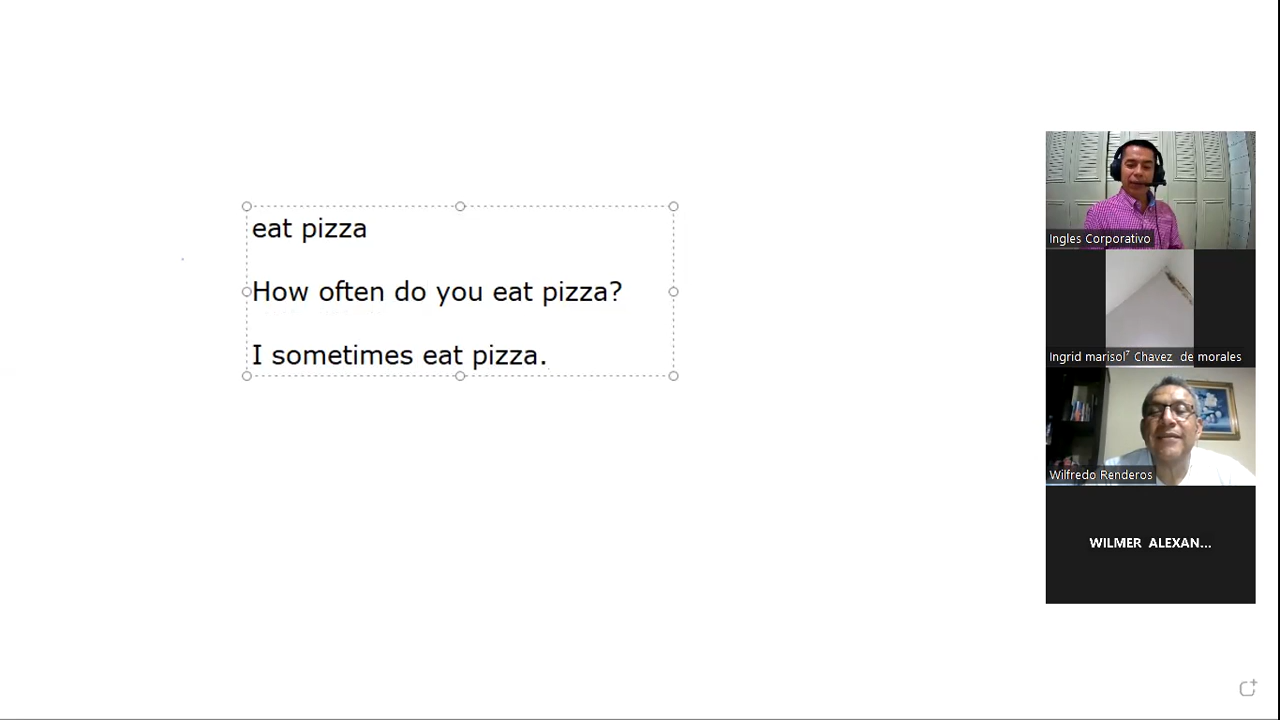 eat pizza
How often do you eat pizza?
I sometimes eat pizza.
Ingles Corporativo
Ingrid marisol⁷ Chavez de morales
Wilfredo Renderos
WILMER ALEXAN...